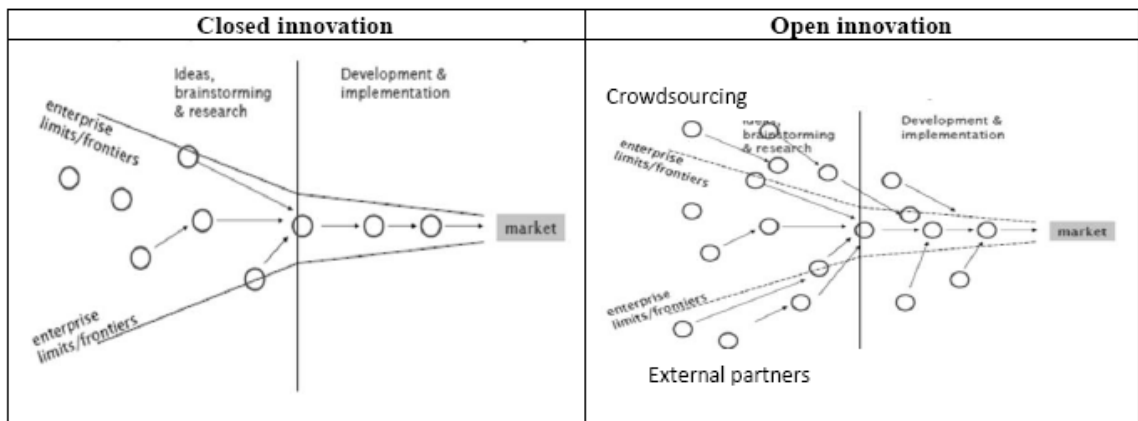 Closed innovation
Ideas,
brainstorming
& research
Development &
implementation
enterprise
limits/frontiers
market
enterprise
limits/frontiers
Open innovation
Crowdsourcing
Ideas,
brainstorming
& research
Development &
implementation
enterprise
limits/frontiers
market
enterprise
limits/frontiers
External partners